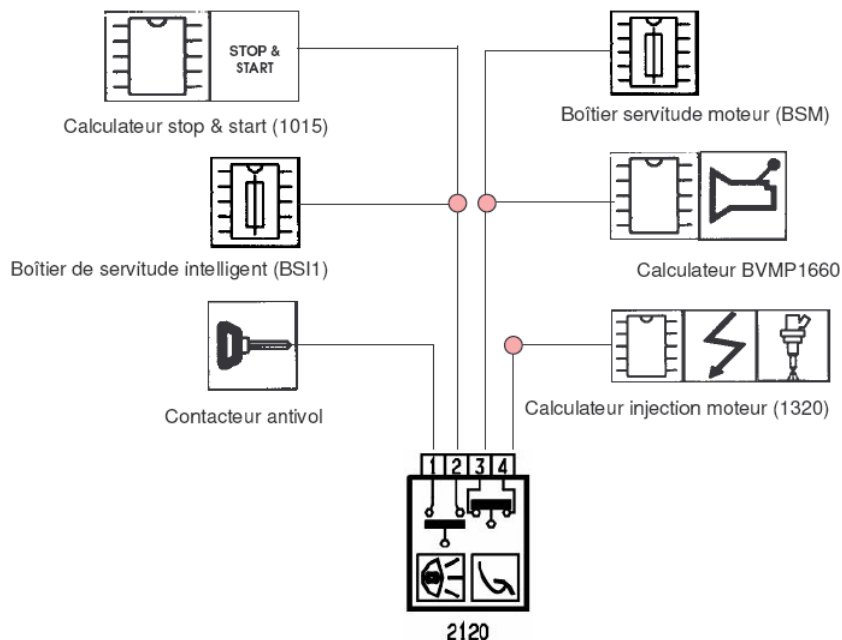 STOP &
START
Calculateur stop & start (1015)
Boîtier servitude moteur (BSM)
Boîtier de servitude intelligent (BSI1)
Calculateur BVMP1660
Contacteur antivol
Calculateur injection moteur (1320)
1 2 3 4
2120